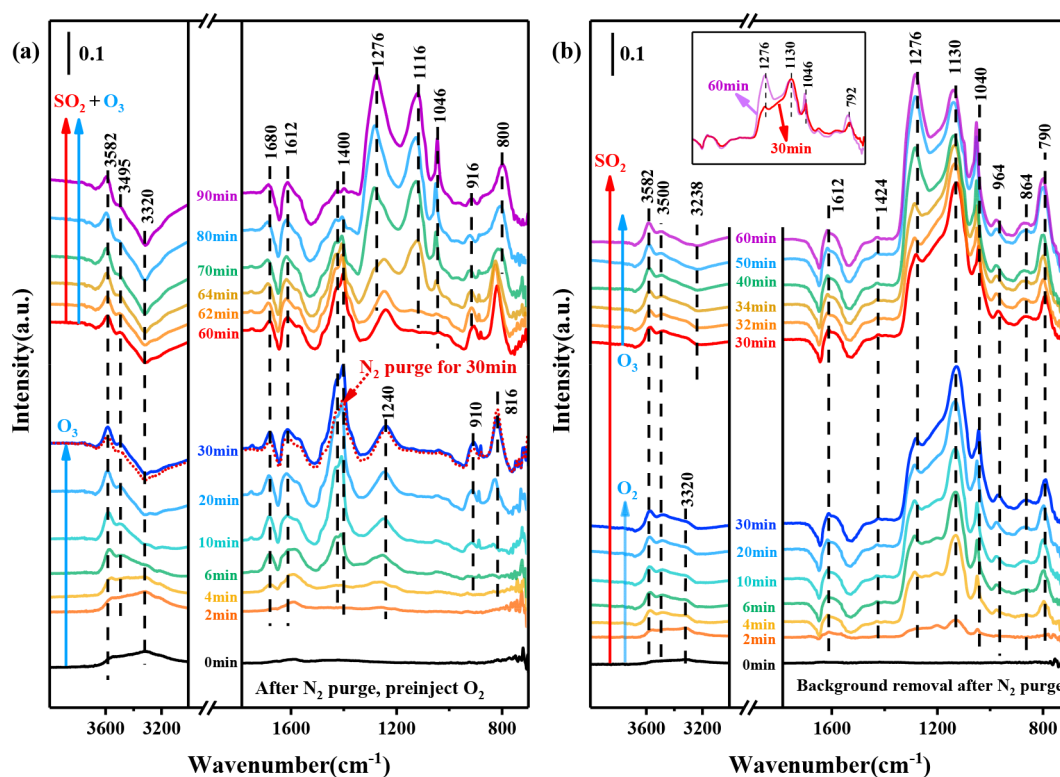 (a)
0.1
SO2 + O3
3582
3495
3320
1680
1612
1400
1276
1116
1046
916
800
90min
80min
70min
64min
62min
60min
N2 purge for 30min
O3
1240
910
816
30min
20min
10min
6min
4min
2min
0min
After N2 purge, preinject O2
3600 3200 1600 1200 800
Wavenumber(cm-1)
Intensity(a.u.)
(b)
0.1
1276
1130
1046
792
60min
30min
1276
1130
1040
SO2
3582
3500
3238
1612
1424
964
864
790
60min
50min
40min
34min
32min
30min
O3
O2
3320
30min
20min
10min
6min
4min
2min
0min
Background removal after N2 purge
3600 3200 1600 1200 800
Wavenumber(cm-1)
Intensity(a.u.)